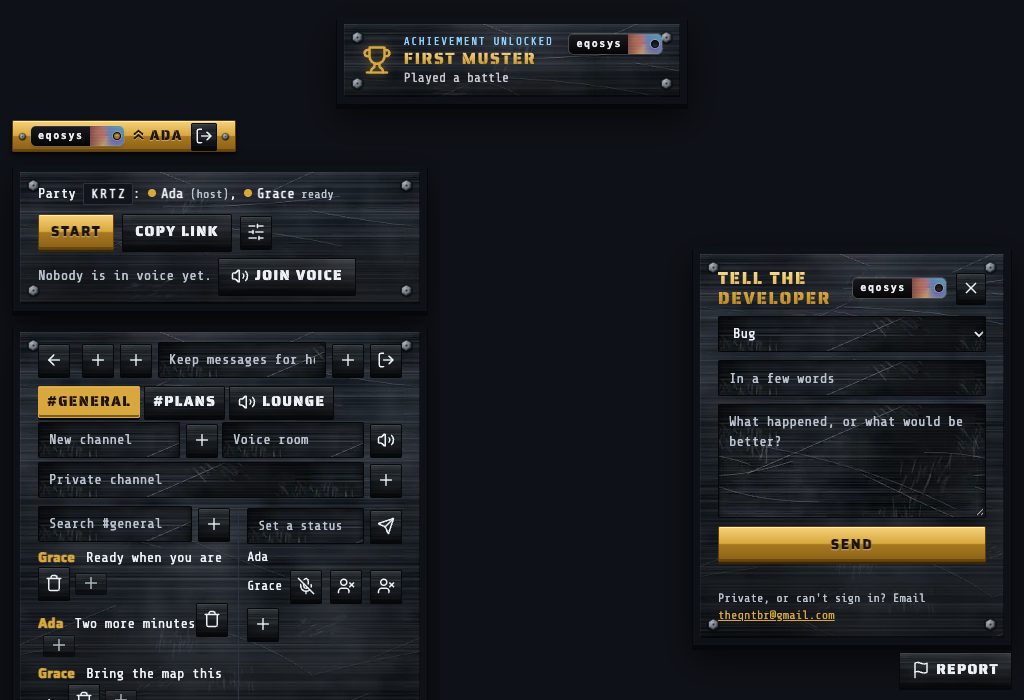 ACHIEVEMENT UNLOCKED
eqosys
FIRST MUSTER
Played a battle
eqosys
ADA
Party KRTZ: Ada (host), Grace ready
START
COPY LINK
Nobody is in voice yet.
JOIN VOICE
Keep messages for
#GENERAL
#PLANS
LOUNGE
New channel
Voice room
Private channel
Search #general
Set a status
Grace Ready when you are
Ada
Grace
Ada Two more minutes
Grace Bring the map this
TELL THE
DEVELOPER
eqosys
Bug
In a few words
What happened, or what would be
better?
SEND
Private, or can't sign in? Email
theqntbr@gmail.com
REPORT